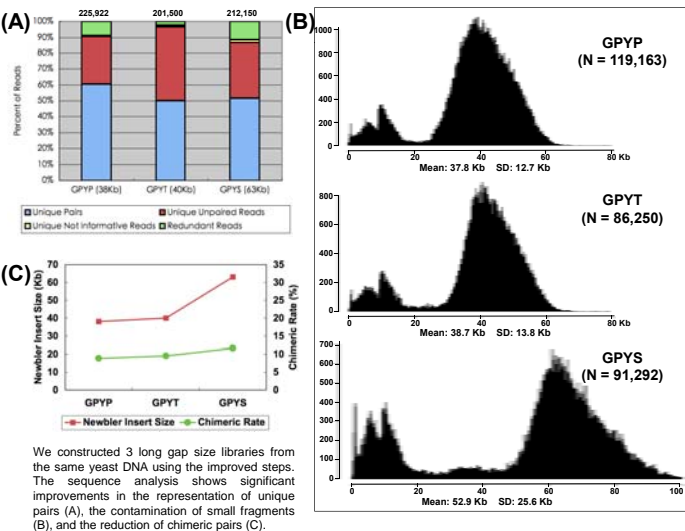 (A)
225,922 201,500 212,150
100%
90%
80%
70%
60%
50%
40%
30%
20%
10%
0%
Percent of Reads
GPYP (38Kb) GPYT (40Kb) GPYS (63Kb)
Unique Pairs Unique Unpaired Reads
Unique Not Informative Reads Redundant Reads
(B)
GPYP
(N = 119,163)
1000
800
600
400
200
0
0 20 40 60 80 Kb
Mean: 37.8 Kb SD: 12.7 Kb
GPYT
(N = 86,250)
800
600
400
200
0
0 20 40 60 80 Kb
Mean: 38.7 Kb SD: 13.8 Kb
GPYS
(N = 91,292)
700
600
500
400
300
200
100
0
0 20 40 60 80 100 Kb
Mean: 52.9 Kb SD: 25.6 Kb
(C)
Newbler Insert Size (Kb)
70
60
50
40
30
20
10
0
35
30
25
20
15
10
5
0
Chimeric Rate (%)
GPYP GPYT GPYS
Newbler Insert Size Chimeric Rate
We constructed 3 long gap size libraries from
the same yeast DNA using the improved steps.
The sequence analysis shows significant
improvements in the representation of unique
pairs (A), the contamination of small fragments
(B), and the reduction of chimeric pairs (C).